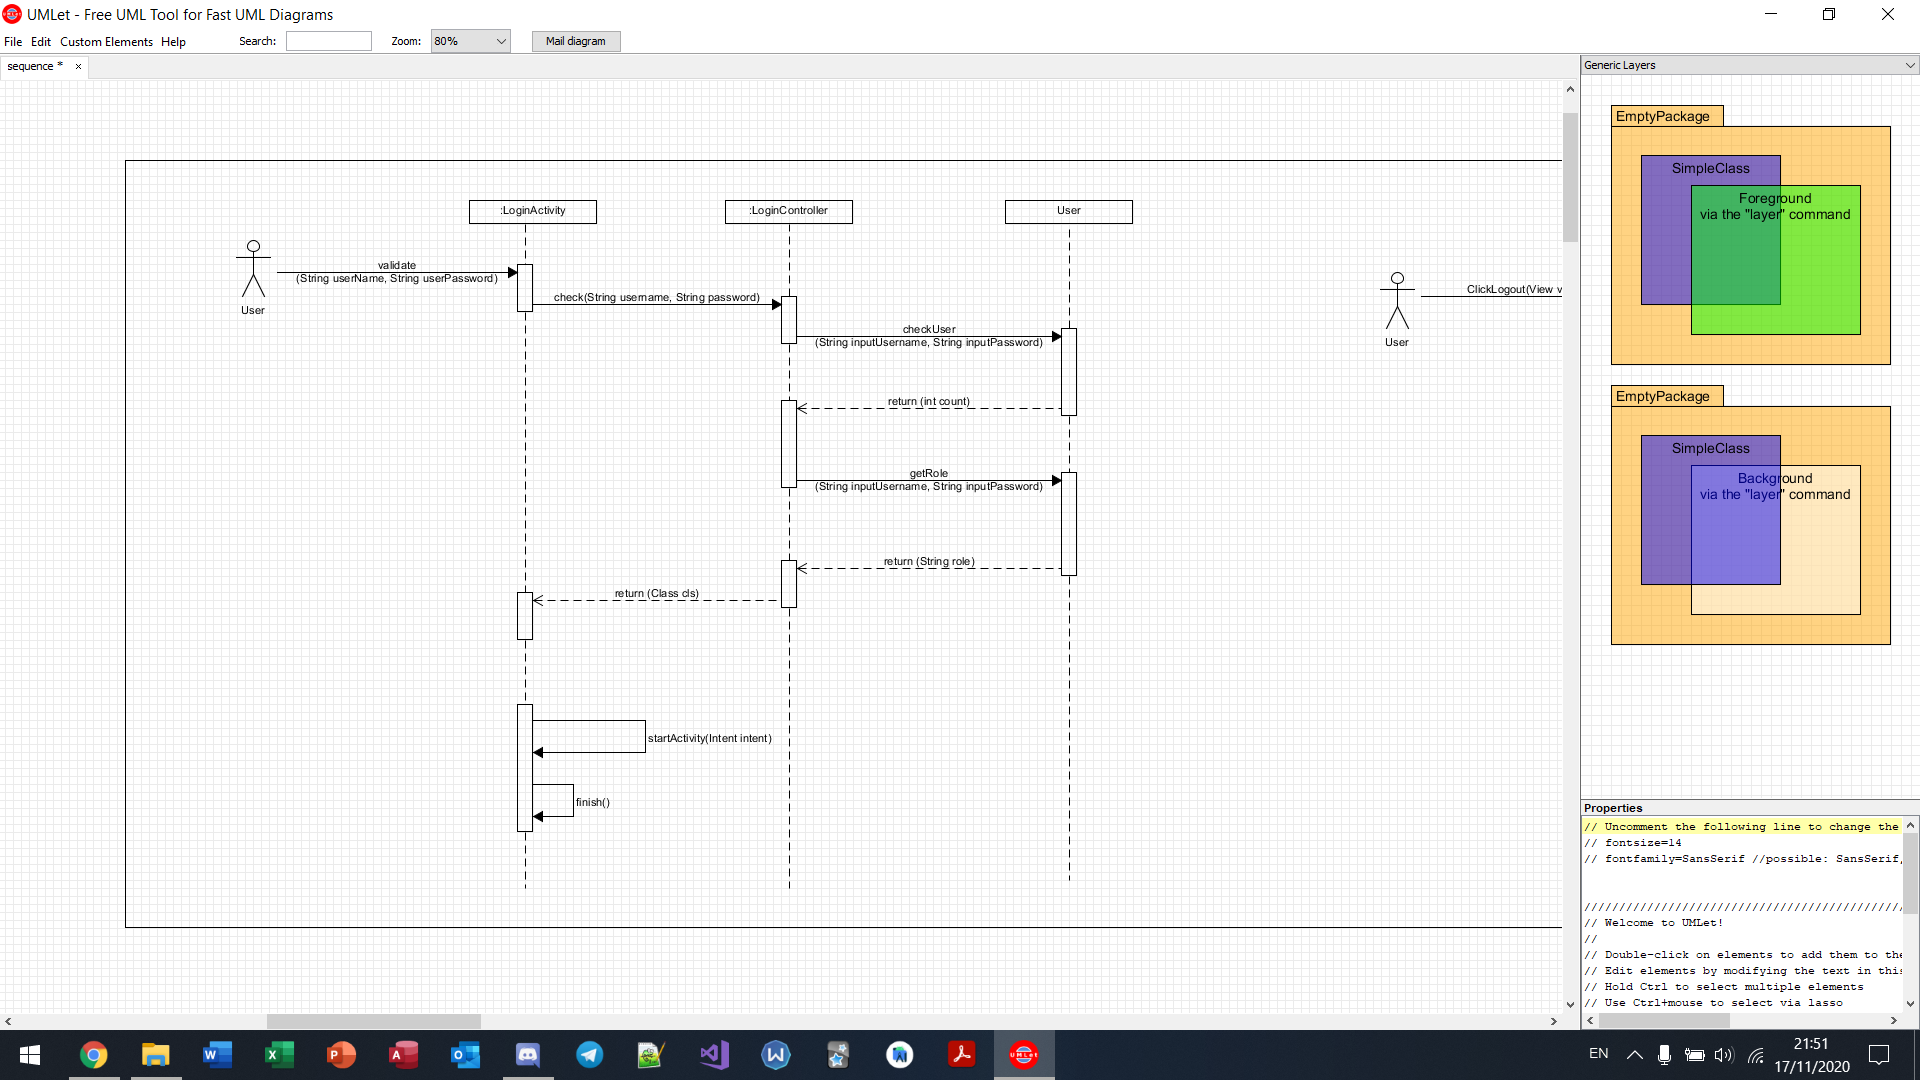 UMLet - Free UML Tool for Fast UML Diagrams
File Edit Custom Elements Help Search: Zoom: 80% Mail diagram
sequence *
Generic Layers
:LoginActivity
:LoginController
User
User
validate
(String userName, String userPassword)
check(String username, String password)
checkUser
(String inputUsername, String inputPassword)
return (int count)
getRole
(String inputUsername, String inputPassword)
return (String role)
return (Class cls)
startActivity(Intent intent)
finish()
ClickLogout(View v
User
EmptyPackage
SimpleClass
Foreground
via the "layer" command
EmptyPackage
SimpleClass
Background
via the "layer" command
Properties
// Uncomment the following line to change the
// fontsize=14
// fontfamily=SansSerif //possible: SansSerif,
/////////////////////////////////////////////
// Welcome to UMLet!
//
// Double-click on elements to add them to the
// Edit elements by modifying the text in this
// Hold Ctrl to select multiple elements
// Use Ctrl+mouse to select via lasso
EN
21:51
17/11/2020